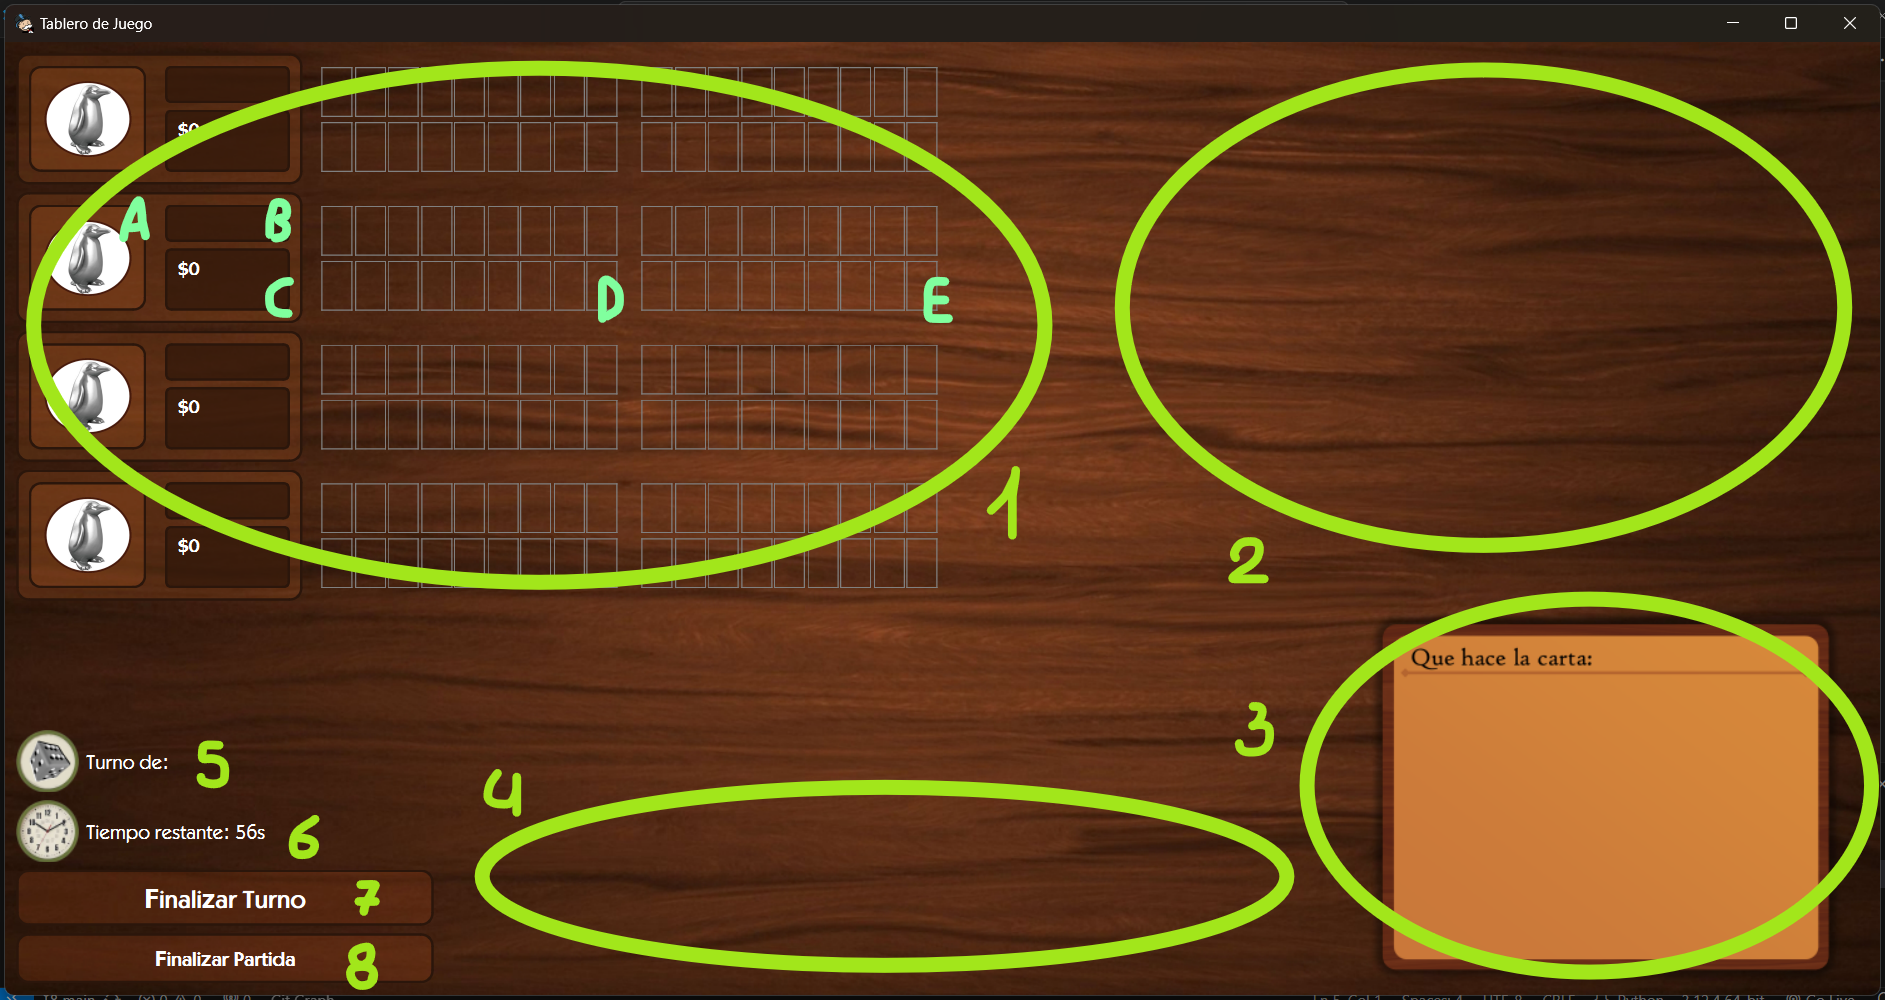 Tablero de Juego
$0
A
B
$0
C
D
E
$0
1
$0
2
Que hace la carta:
3
Turno de:
5
4
Tiempo restante: 56s
6
Finalizar Turno
7
Finalizar Partida
8